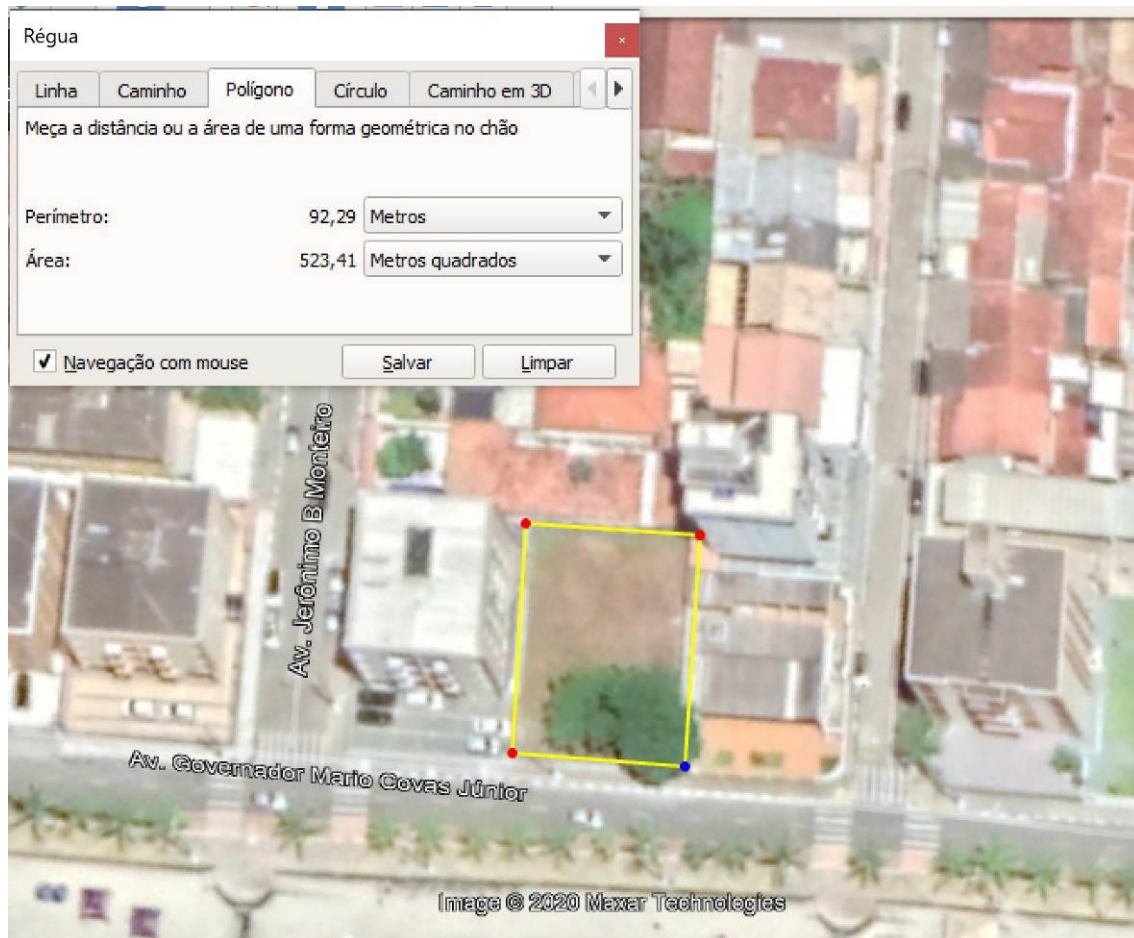 Régua
×
Linha Caminho Polígono Círculo Caminho em 3D
Meça a distância ou a área de uma forma geométrica no chão
Perímetro: 92,29 Metros
Área: 523,41 Metros quadrados
Navegação com mouse Salvar Limpar
Av. Jerônimo B Monteiro
Av. Governador Mario Covas Júnior
Image © 2020 Maxar Technologies